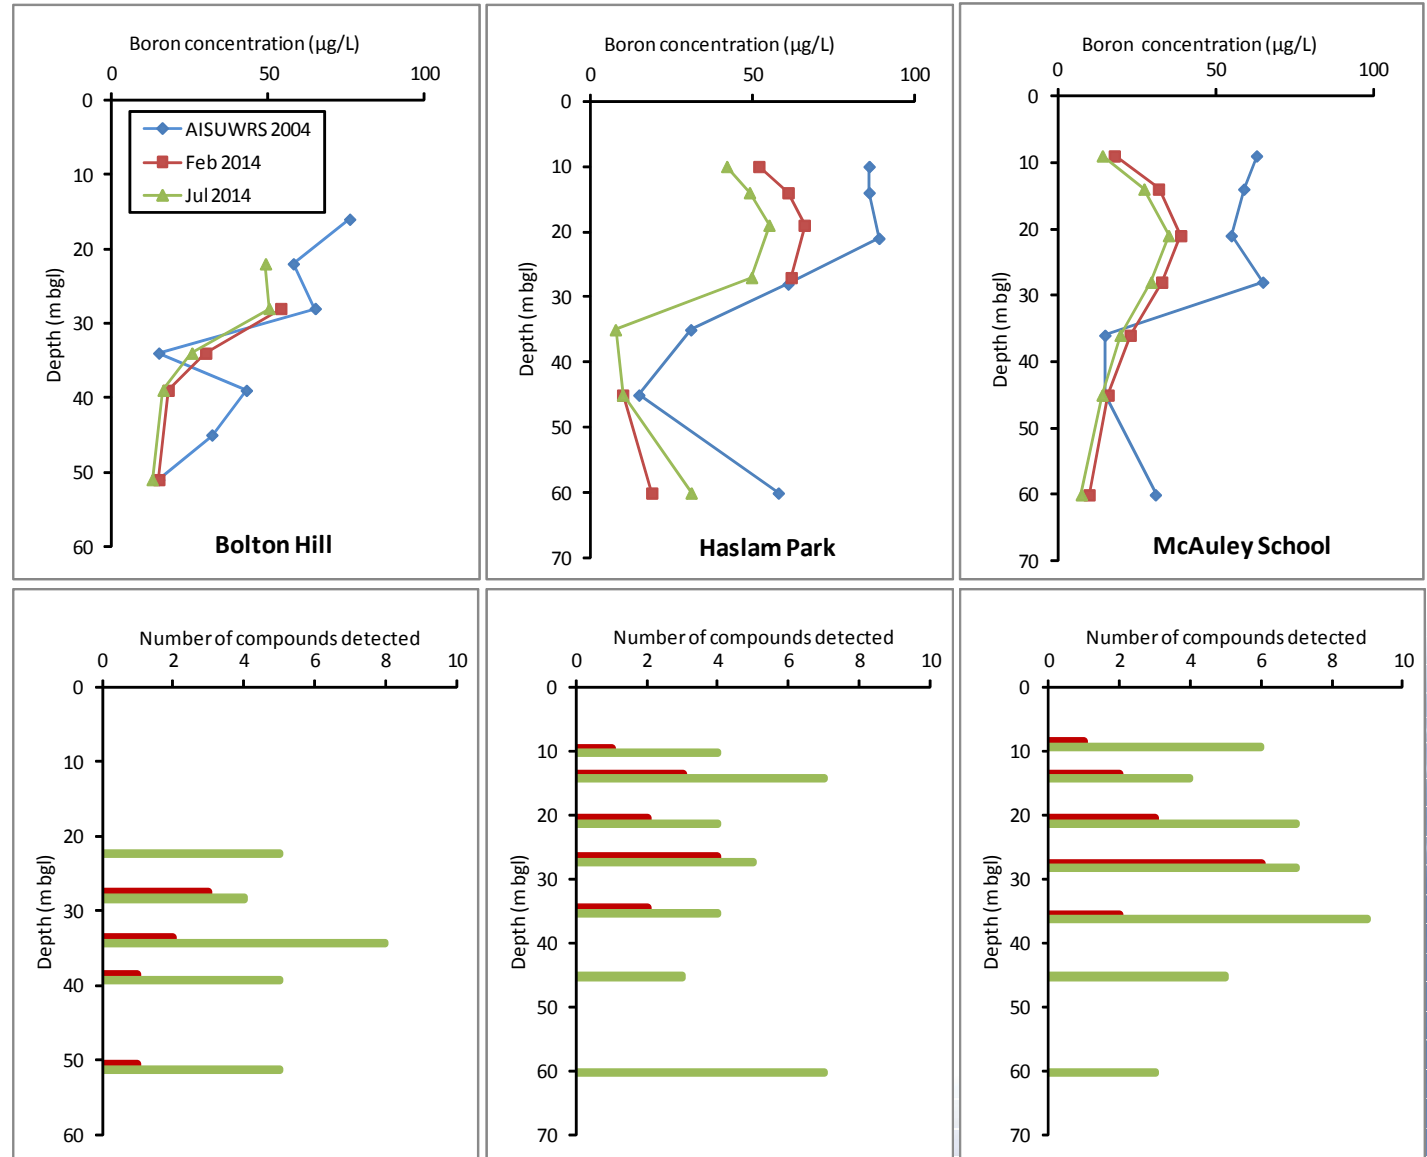 Boron concentration (µg/L)
0 50 100
0
10
20
30
40
50
60
Depth (m bgl)
AISUWRS 2004
Feb 2014
Jul 2014
Bolton Hill
Boron concentration (µg/L)
0 50 100
0
10
20
30
40
50
60
70
Depth (m bgl)
Haslam Park
Boron concentration (µg/L)
0 50 100
0
10
20
30
40
50
60
70
Depth (m bgl)
McAuley School
Number of compounds detected
0 2 4 6 8 10
0
10
20
30
40
50
60
Depth (m bgl)
Number of compounds detected
0 2 4 6 8 10
0
10
20
30
40
50
60
70
Depth (m bgl)
Number of compounds detected
0 2 4 6 8 10
0
10
20
30
40
50
60
70
Depth (m bgl)